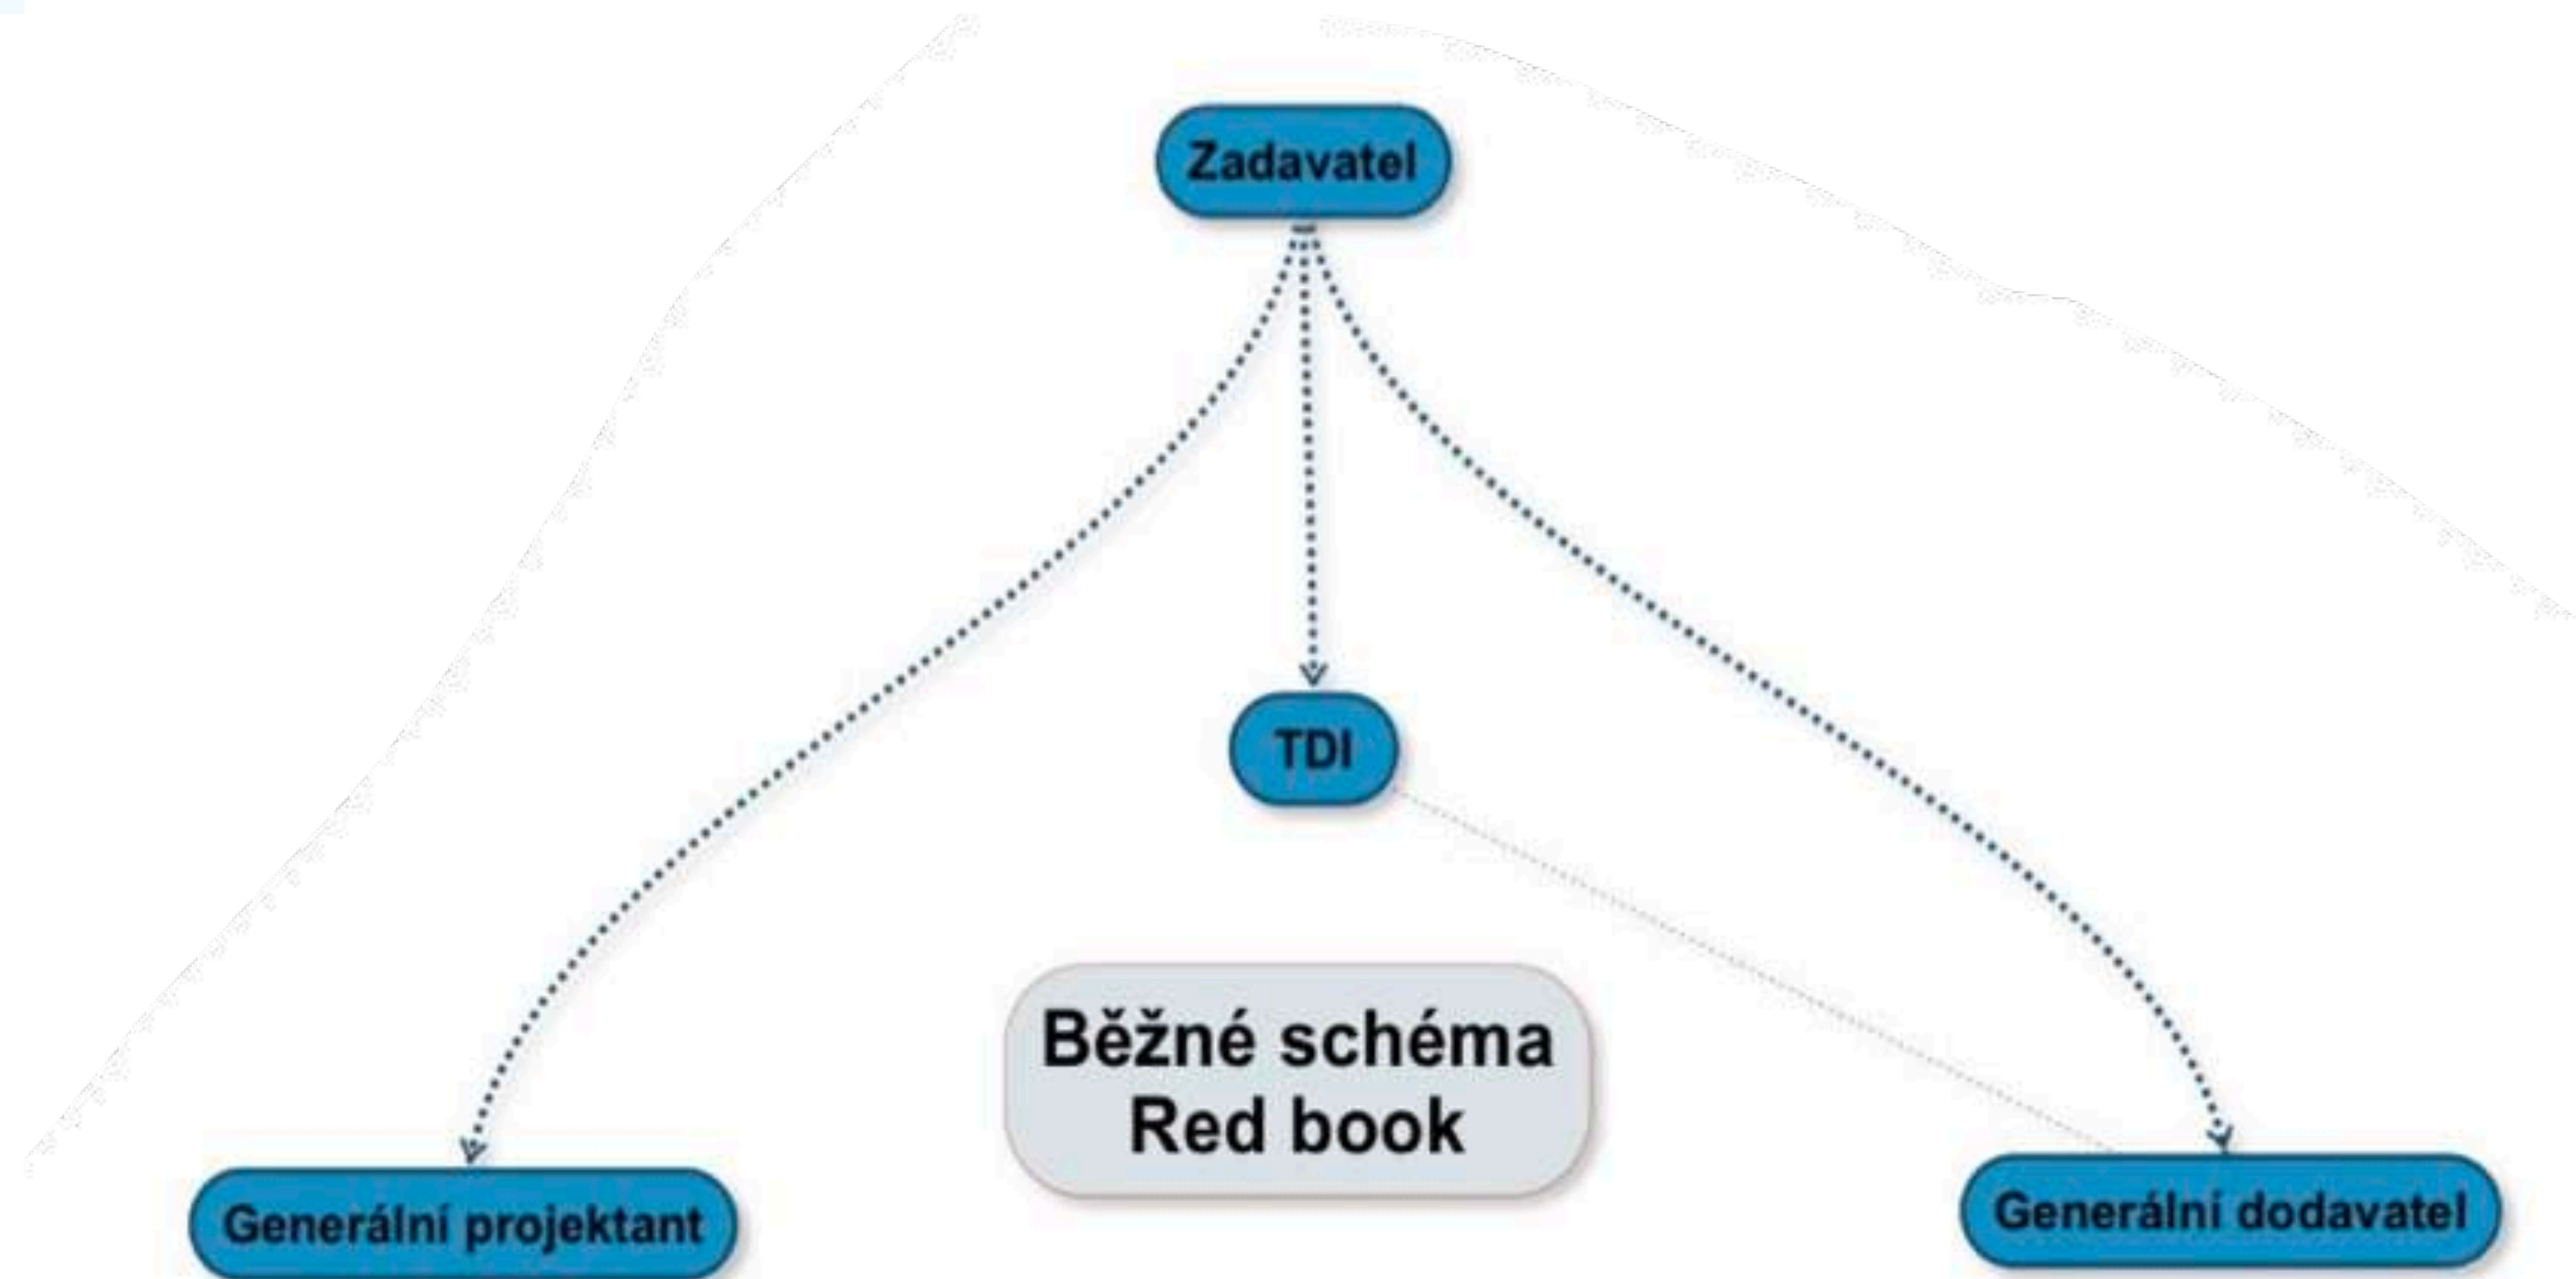 Zadavatel
TDI
Běžné schéma
Red book
Generální projektant
Generální dodavatel